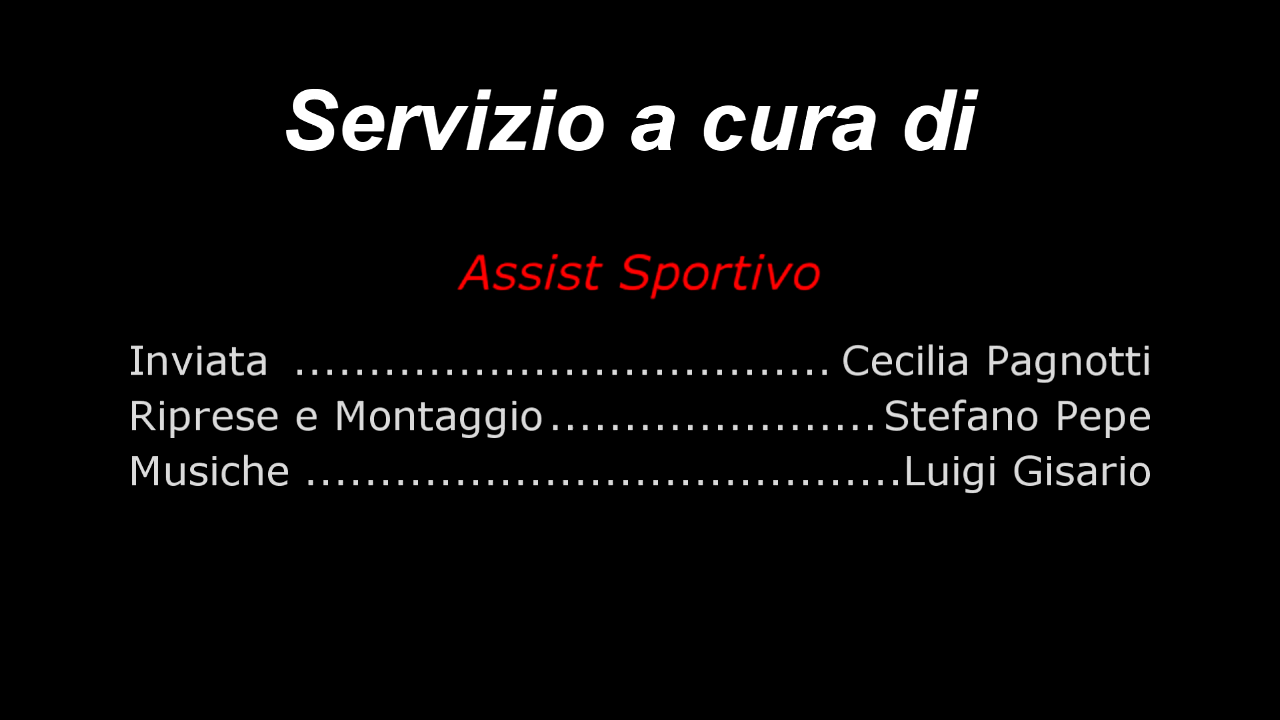 Servizio a cura di
Assist Sportivo
Inviata .................................... Cecilia Pagnotti
Riprese e Montaggio...................... Stefano Pepe
Musiche ........................................Luigi Gisario